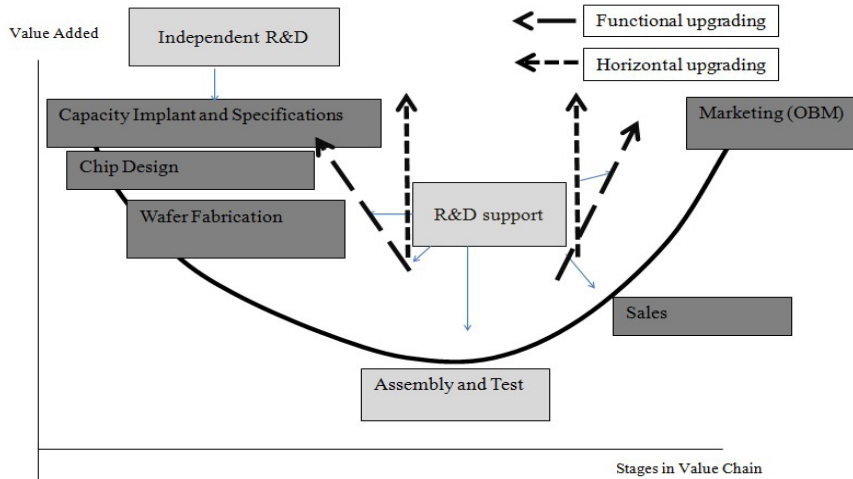 Value Added
Independent R&D
Functional upgrading
Horizontal upgrading
Capacity Implant and Specifications
Marketing (OBM)
Chip Design
Wafer Fabrication
R&D support
Sales
Assembly and Test
Stages in Value Chain